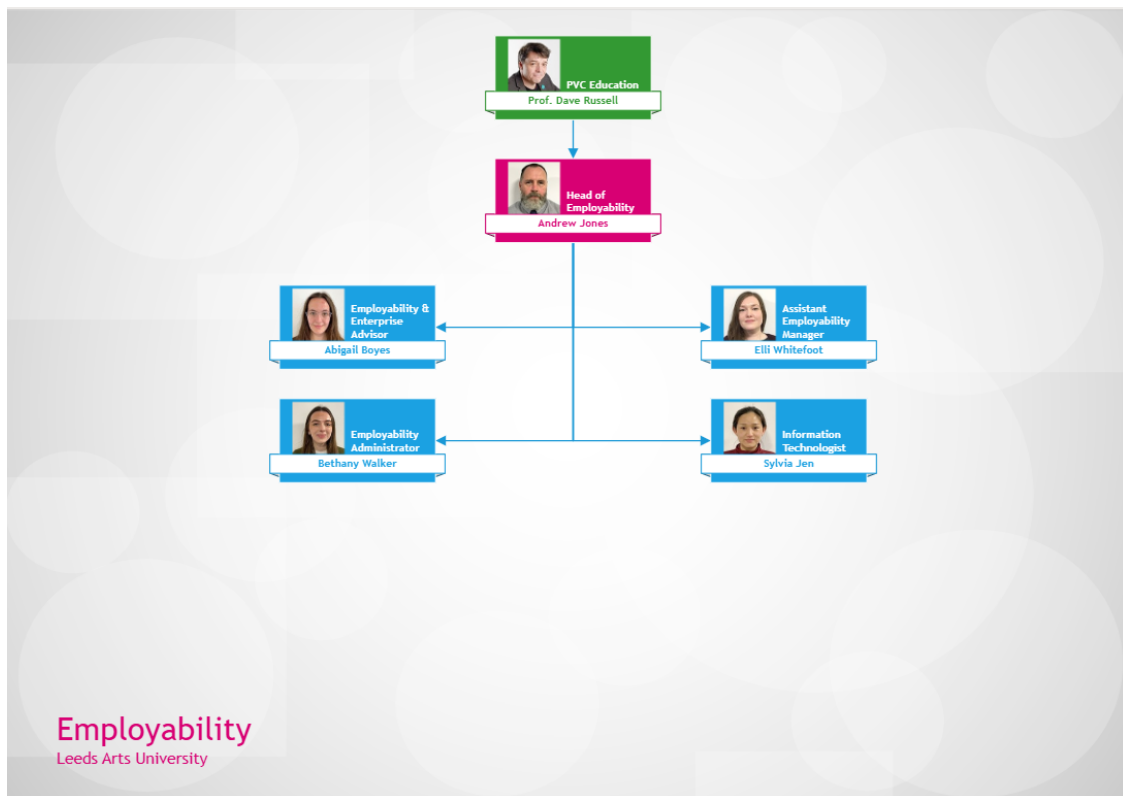 PVC Education
Prof. Dave Russell
Head of
Employability
Andrew Jones
Employability &
Enterprise
Advisor
Abigail Boyes
Assistant
Employability
Manager
Elli Whitefoot
Employability
Administrator
Bethany Walker
Information
Technologist
Sylvia Jen
Employability
Leeds Arts University